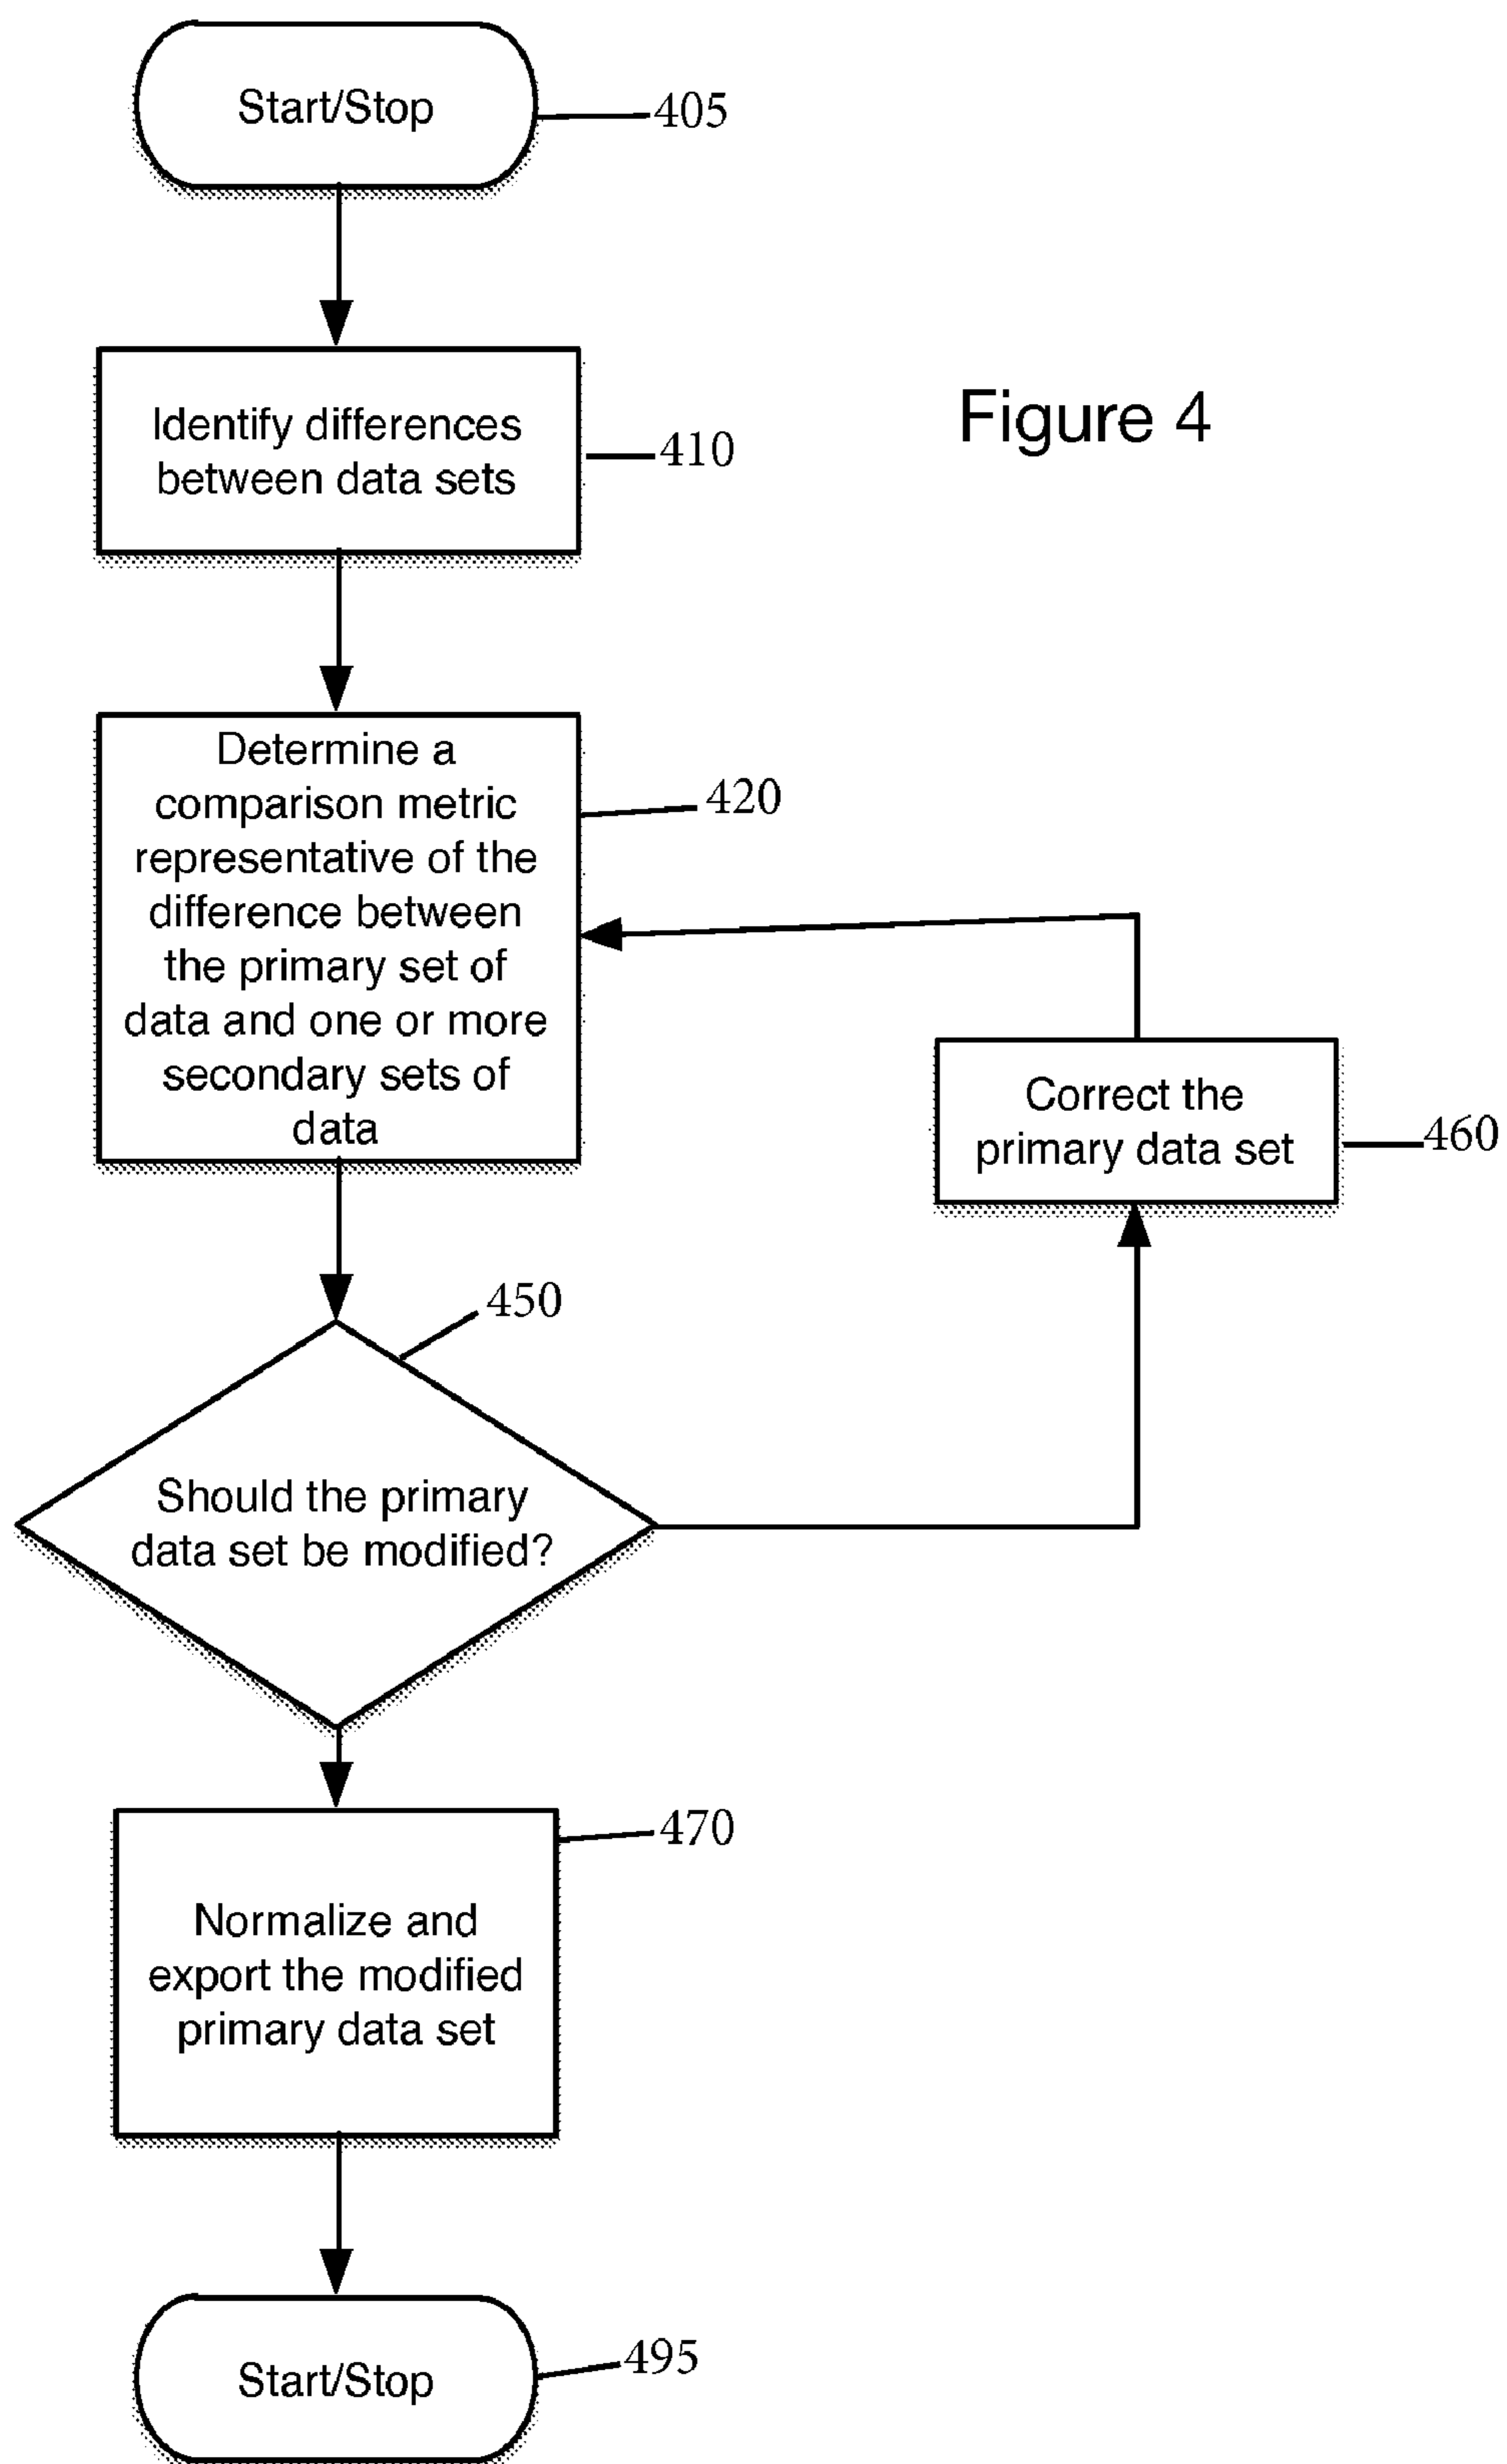 Start/Stop
405
Identify differences
between data sets
410
Figure 4
Determine a
comparison metric
representative of the
difference between
the primary set of
data and one or more
secondary sets of
data
420
Correct the
primary data set
460
450
Should the primary
data set be modified?
470
Normalize and
export the modified
primary data set
Start/Stop
495